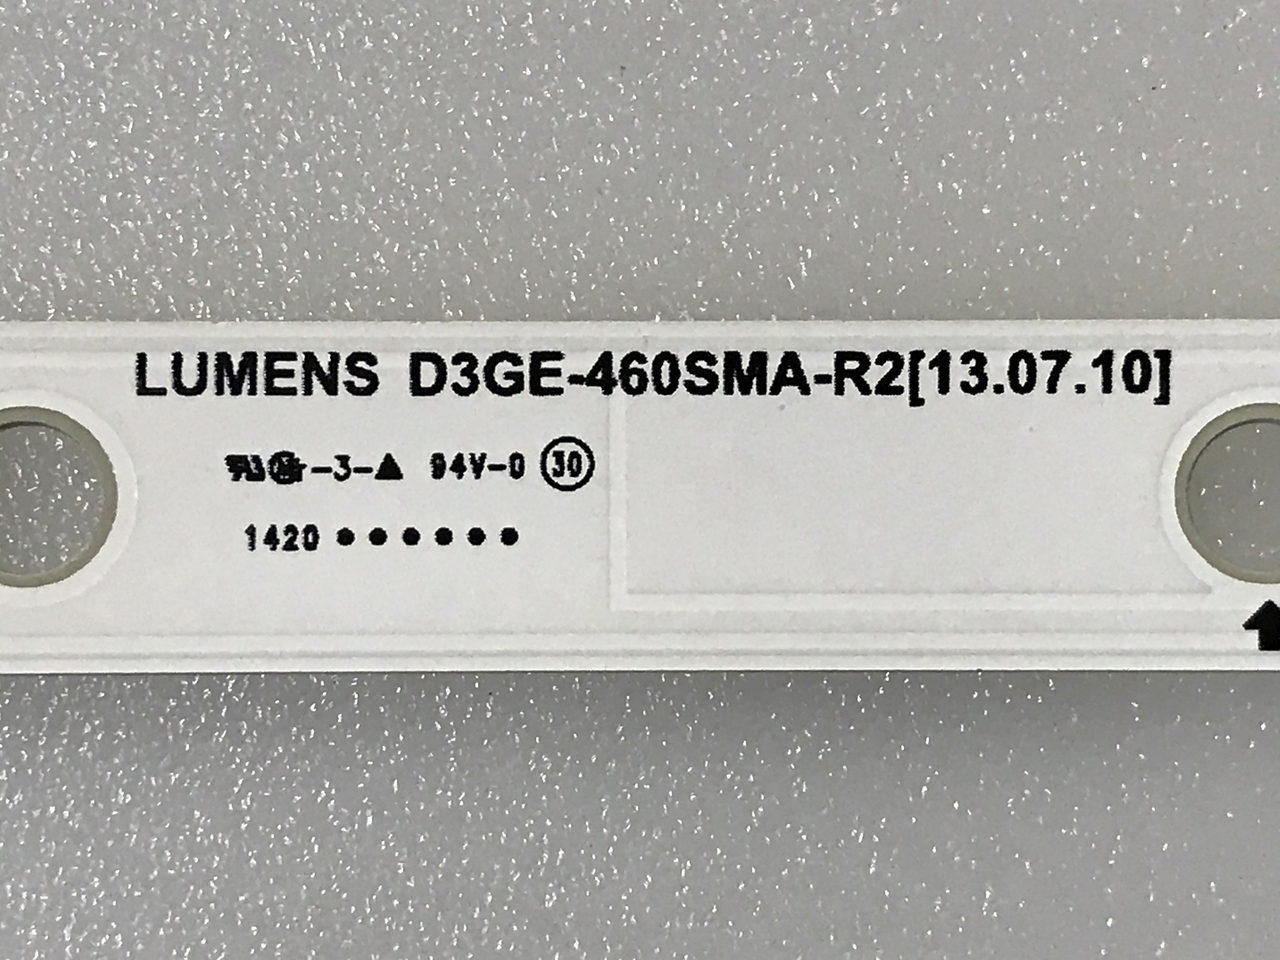 LUMENS D3GE-460SMA-R2[13.07.10]
-3-▲ 94V-0 30
1420 ● ● ● ● ● ●